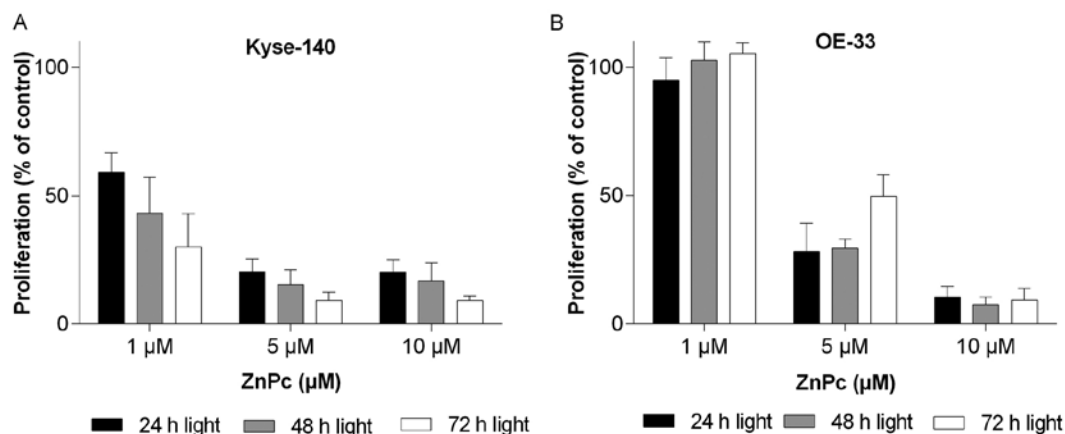 A
Kyse-140
Proliferation (% of control)
100
50
0
1 µM 5 µM 10 µM
ZnPc (µM)
24 h light 48 h light 72 h light
B
OE-33
Proliferation (% of control)
100
50
0
1 µM 5 µM 10 µM
ZnPc (µM)
24 h light 48 h light 72 h light